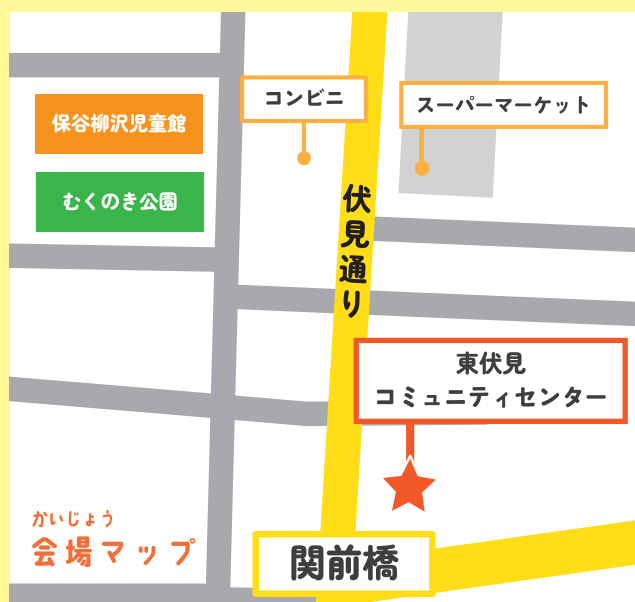 コンビニ
スーパーマーケット
保谷柳沢児童館
むくのき公園
伏見通り
東伏見
コミュニティセンター
かいじょう
会場マップ
関前橋